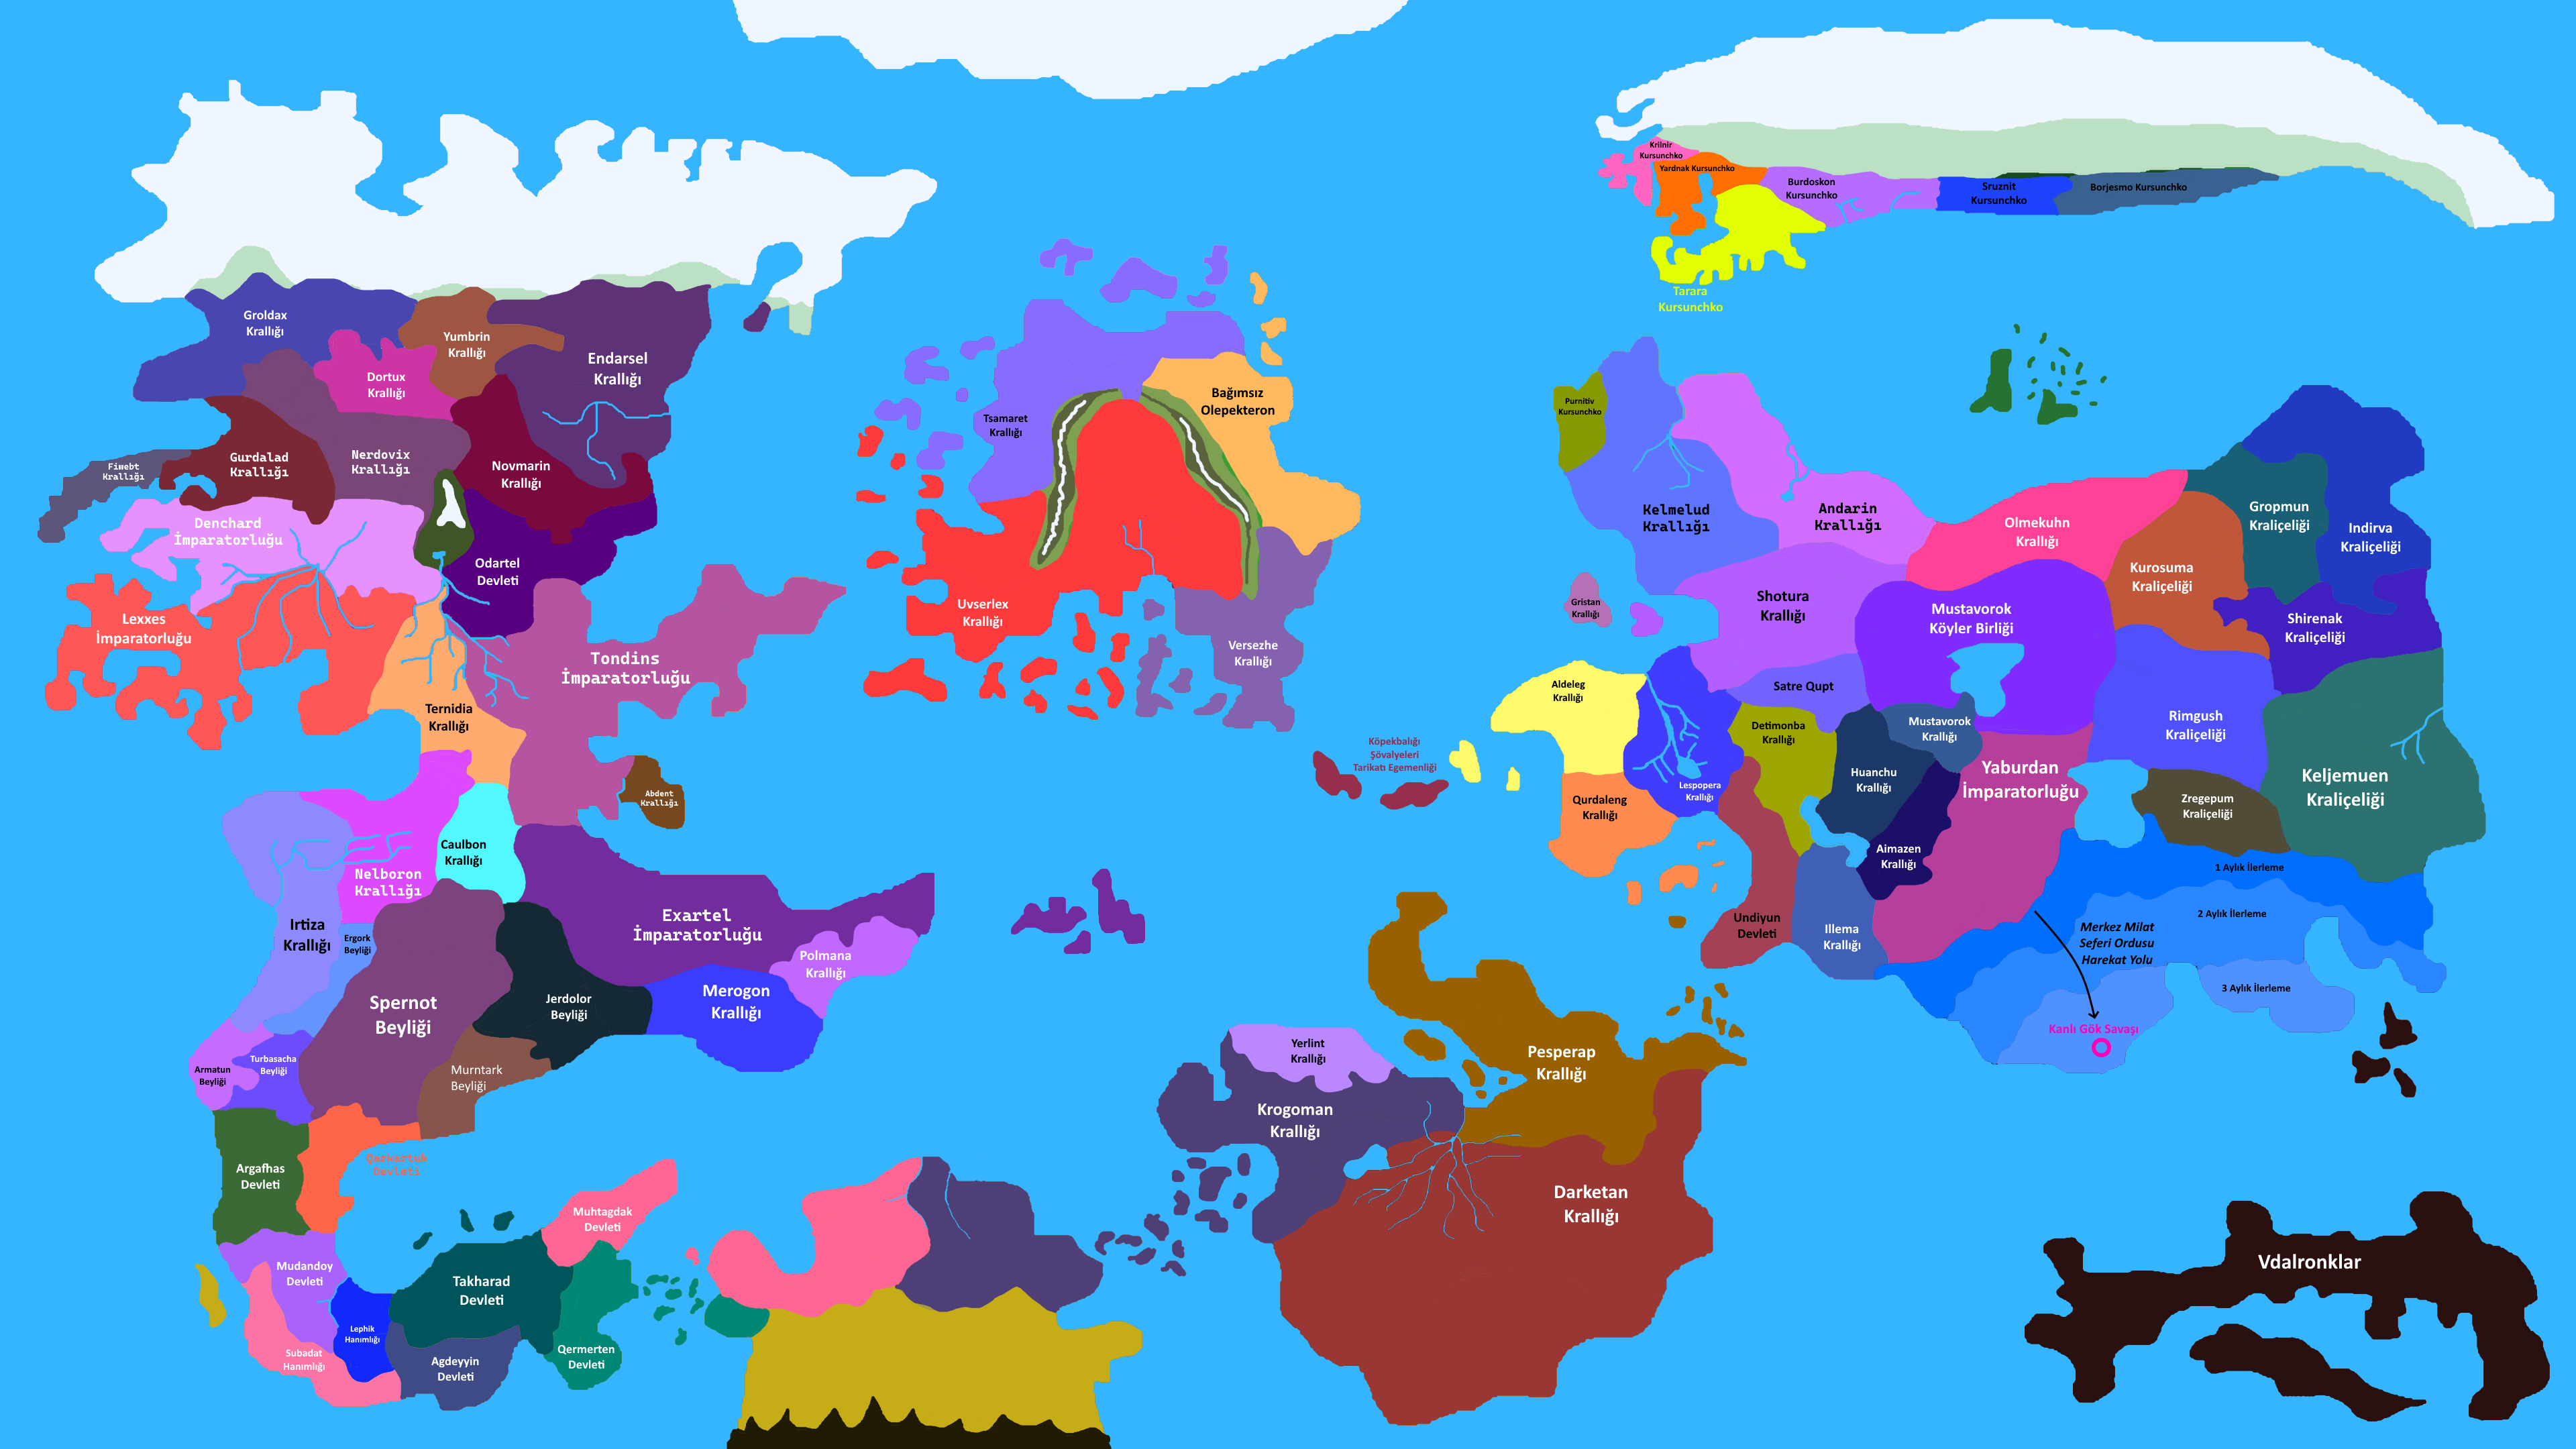 Krilnir
Kursunchko
Yardnak Kursunchko
Burdoskon
Kursunchko
Sruznit
Kursunchko
Borjesmo Kursunchko
Tarara
Kursunchko
Groldax
Krallığı
Yumbrin
Krallığı
Endarsel
Krallığı
Dortux
Krallığı
Nerdovix
Krallığı
Gurdalad
Krallığı
Fimebt
Krallığı
Novmarin
Krallığı
Denchard
İmparatorluğu
Odartel
Devleti
Lexxes
İmparatorluğu
Tondins
İmparatorluğu
Ternidia
Krallığı
Abdent
Krallığı
Caulbon
Krallığı
Nelboron
Krallığı
Irtiza
Krallığı
Ergork
Beyliği
Exartel
İmparatorluğu
Polmana
Krallığı
Merogon
Krallığı
Spernot
Beyliği
Jerdolor
Beyliği
Murntark
Beyliği
Turbasacha
Beyliği
Armatun
Beyliği
Argafhas
Devleti
Qarkartuk
Devleti
Mudandoy
Devleti
Lephik
Hanımlığı
Subadat
Hanımlığı
Takharad
Devleti
Muhtagdak
Devleti
Qermerten
Devleti
Agdeyyin
Devleti
Tsamaret
Krallığı
Bağımsız
Olepekteron
Uvserlex
Krallığı
Versezhe
Krallığı
Köpekbalığı
Şövalyeleri
Tarikatı Egemenliği
Yerlint
Krallığı
Krogoman
Krallığı
Pesperap
Krallığı
Darketan
Krallığı
Purnitiv
Kursunchko
Kelmelud
Krallığı
Andarin
Krallığı
Olmekuhn
Krallığı
Gropmun
Kraliçeliği
Indirva
Kraliçeliği
Kurosuma
Kraliçeliği
Shirenak
Kraliçeliği
Gristan
Krallığı
Shotura
Krallığı
Mustavorok
Köyler Birliği
Aldeleg
Krallığı
Satre Qupt
Detimonba
Krallığı
Mustavorok
Krallığı
Rimgush
Kraliçeliği
Lespopera
Krallığı
Huanchu
Krallığı
Yaburdan
İmparatorluğu
Keljemuen
Kraliçeliği
Zregepum
Kraliçeliği
Qurdaleng
Krallığı
Aimazen
Krallığı
Undiyun
Devleti
Illema
Krallığı
1 Aylık İlerleme
2 Aylık İlerleme
Merkez Milat
Seferi Ordusu
Harekat Yolu
3 Aylık İlerleme
Kanlı Gök Savaşı
Vdalronklar